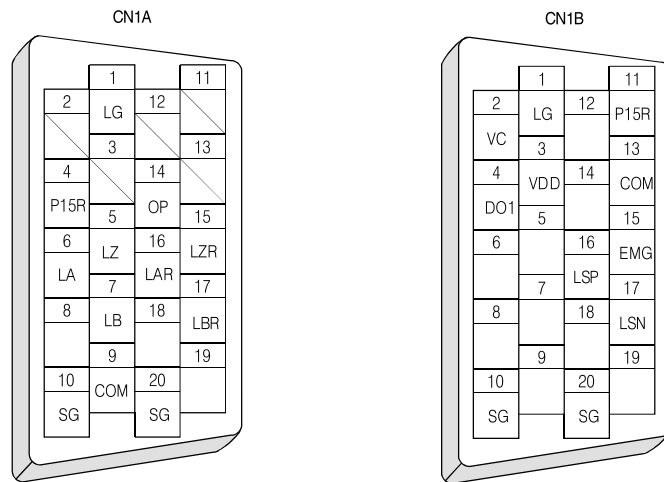 CN1A
1
11
2
LG
12
3
13
4
14
P15R
5
OP
15
6
LZ
16
LZR
LA
7
LAR
17
8
LB
18
LBR
9
19
10
COM
20
SG
SG
CN1B
1
11
2
LG
12
P15R
VC
3
13
4
VDD
14
COM
DO1
5
15
6
16
EMG
7
LSP
17
8
18
LSN
9
19
10
20
SG
SG